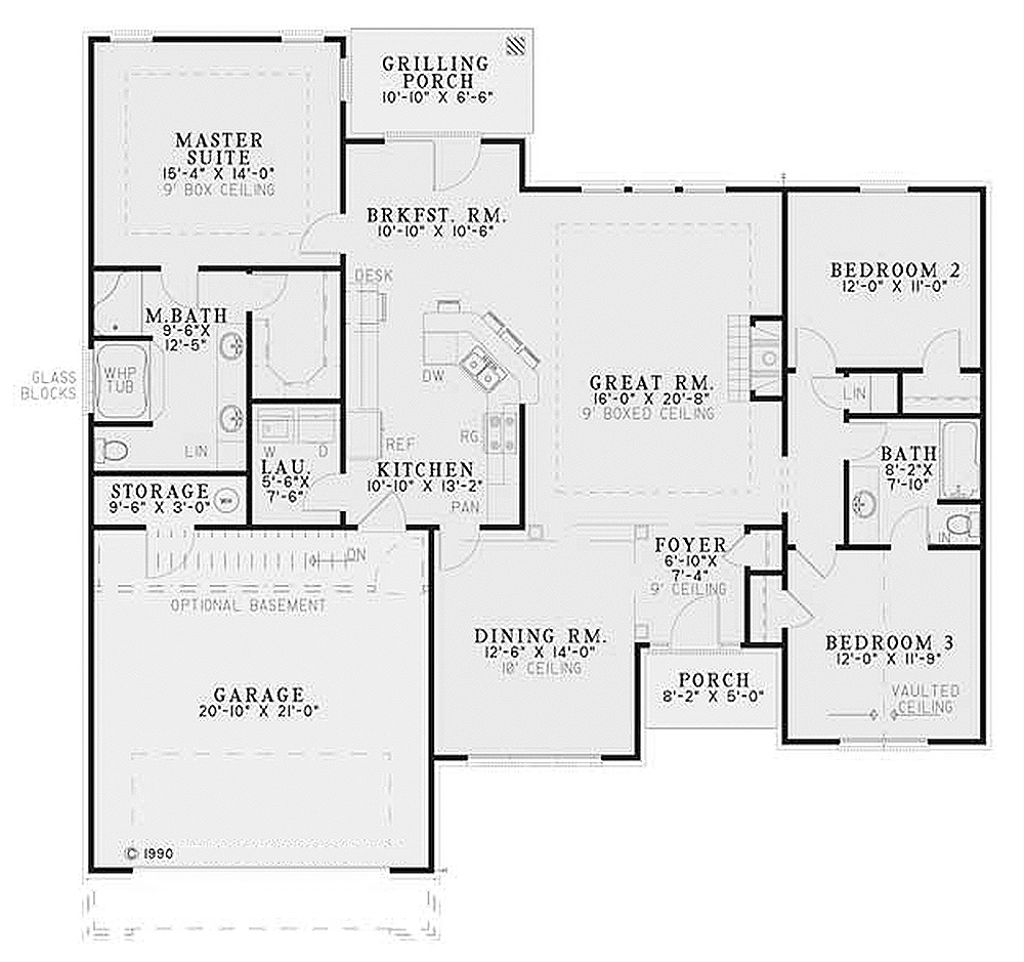 GRILLING
PORCH
10'-10" X 6'-6"
MASTER
SUITE
15'-4" X 14'-0"
9' BOX CEILING
BRKFST. RM.
10'-10" X 10'-6"
BEDROOM 2
12'-0" X 11'-0"
DESK
M.BATH
9'-6"X
12'-5"
GLASS
BLOCKS
WHP
TUB
DW
GREAT RM.
16'-0" X 20'-8"
9' BOXED CEILING
LIN
LIN
W
D
REF
RG.
LAU.
5'-6"X
7'-6"
KITCHEN
10'-10" X 13'-2"
PAN
BATH
8'-2"X
7'-10"
STORAGE
9'-6" X 3'-0"
WH
DN
OPTIONAL BASEMENT
FOYER
6'-10"X
7'-4"
9' CEILING
DINING RM.
12'-6" X 14'-0"
10' CEILING
BEDROOM 3
12'-0" X 11'-9"
VAULTED
CEILING
PORCH
8'-2" X 5'-0"
GARAGE
20'-10" X 21'-0"
© 1990